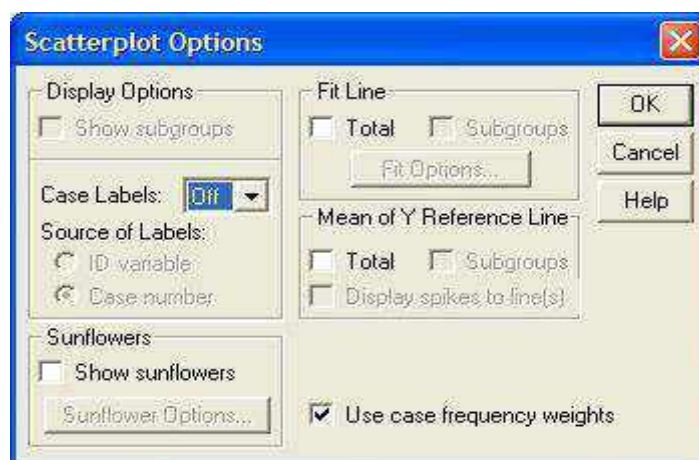 Scatterplot Options
Display Options
Show subgroups
Case Labels: Off
Source of Labels:
ID variable
Case number
Sunflowers
Show sunflowers
Sunflower Options...
Fit Line
Total Subgroups
Fit Options...
Mean of Y Reference Line
Total Subgroups
Display spikes to line(s)
Use case frequency weights
OK
Cancel
Help